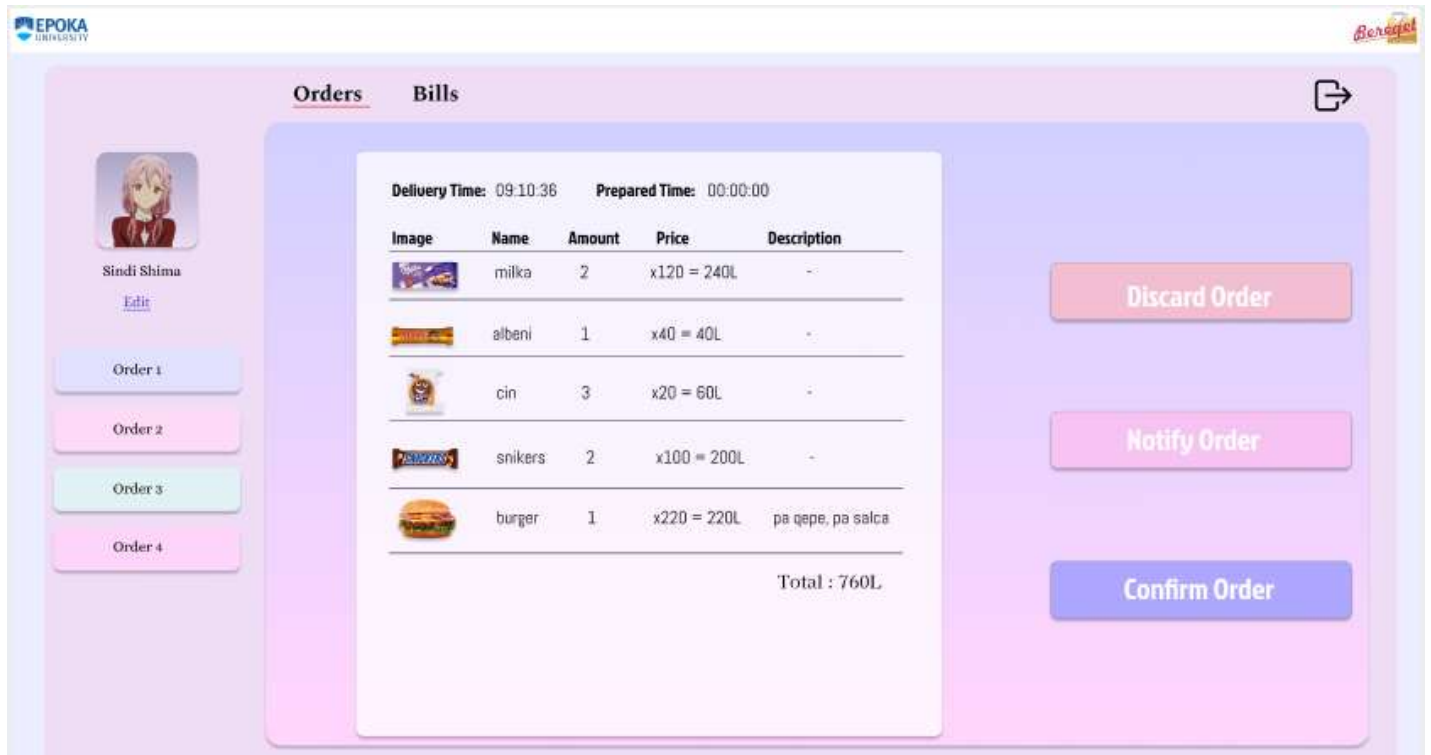 EPOKA
UNIVERSITY
Bereqet
Orders Bills
Sindi Shima
Edit
Order 1
Order 2
Order 3
Order 4
Delivery Time: 09:10:36 Prepared Time: 00:00:00
Image Name Amount Price Description
milka 2 x120 = 240L -
albeni 1 x40 = 40L -
cin 3 x20 = 60L -
snikers 2 x100 = 200L -
burger 1 x220 = 220L pa qepe, pa salca
Total : 760L
Discard Order
Notify Order
Confirm Order